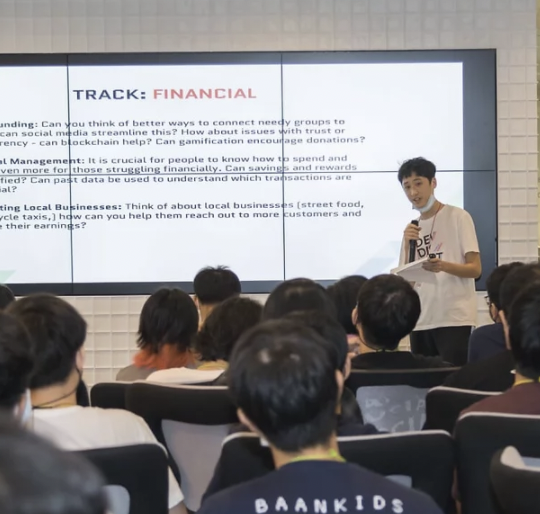 TRACK: FINANCIAL
unding: Can you think of better ways to connect needy groups to
can social media streamline this? How about issues with trust or
rency - can blockchain help? Can gamification encourage donations?
al Management: It is crucial for people to know how to spend and
even more for those struggling financially. Can savings and rewards
fied? Can past data be used to understand which transactions are
ial?
ting Local Businesses: Think of about local businesses (street food,
cycle taxis,) how can you help them reach out to more customers and
e their earnings?
BAANKIDS